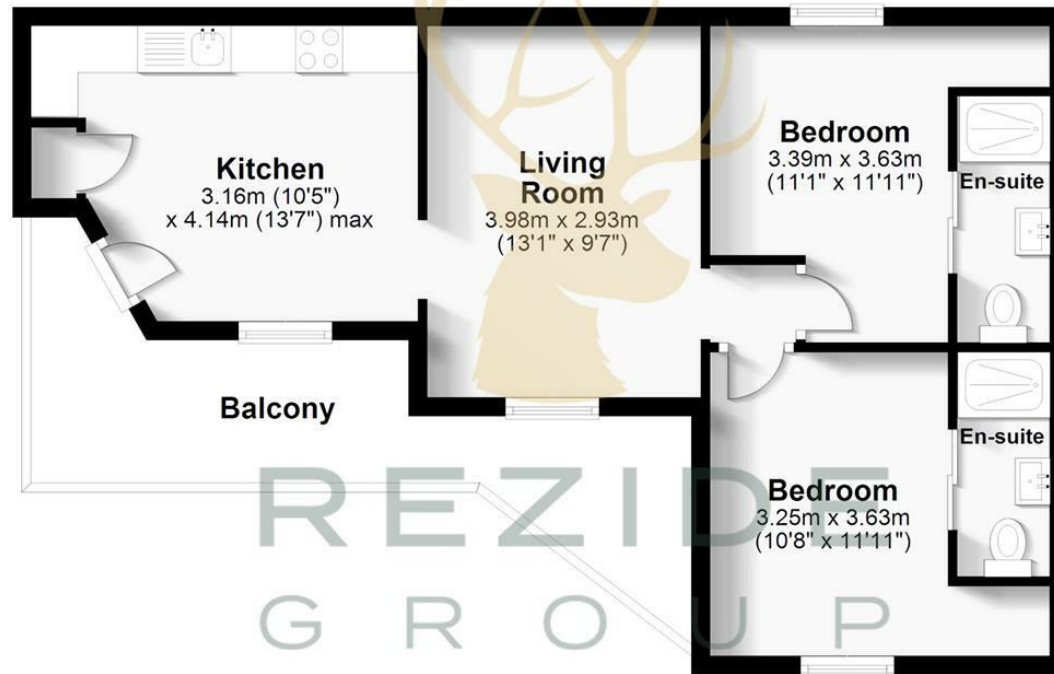 Kitchen
3.16m (10'5")
x 4.14m (13'7") max
Living
Room
3.98m x 2.93m
(13'1" x 9'7")
Bedroom
3.39m x 3.63m
(11'1" x 11'11")
En-suite
Balcony
En-suite
Bedroom
3.25m x 3.63m
(10'8" x 11'11")
REZIDE
GROUP